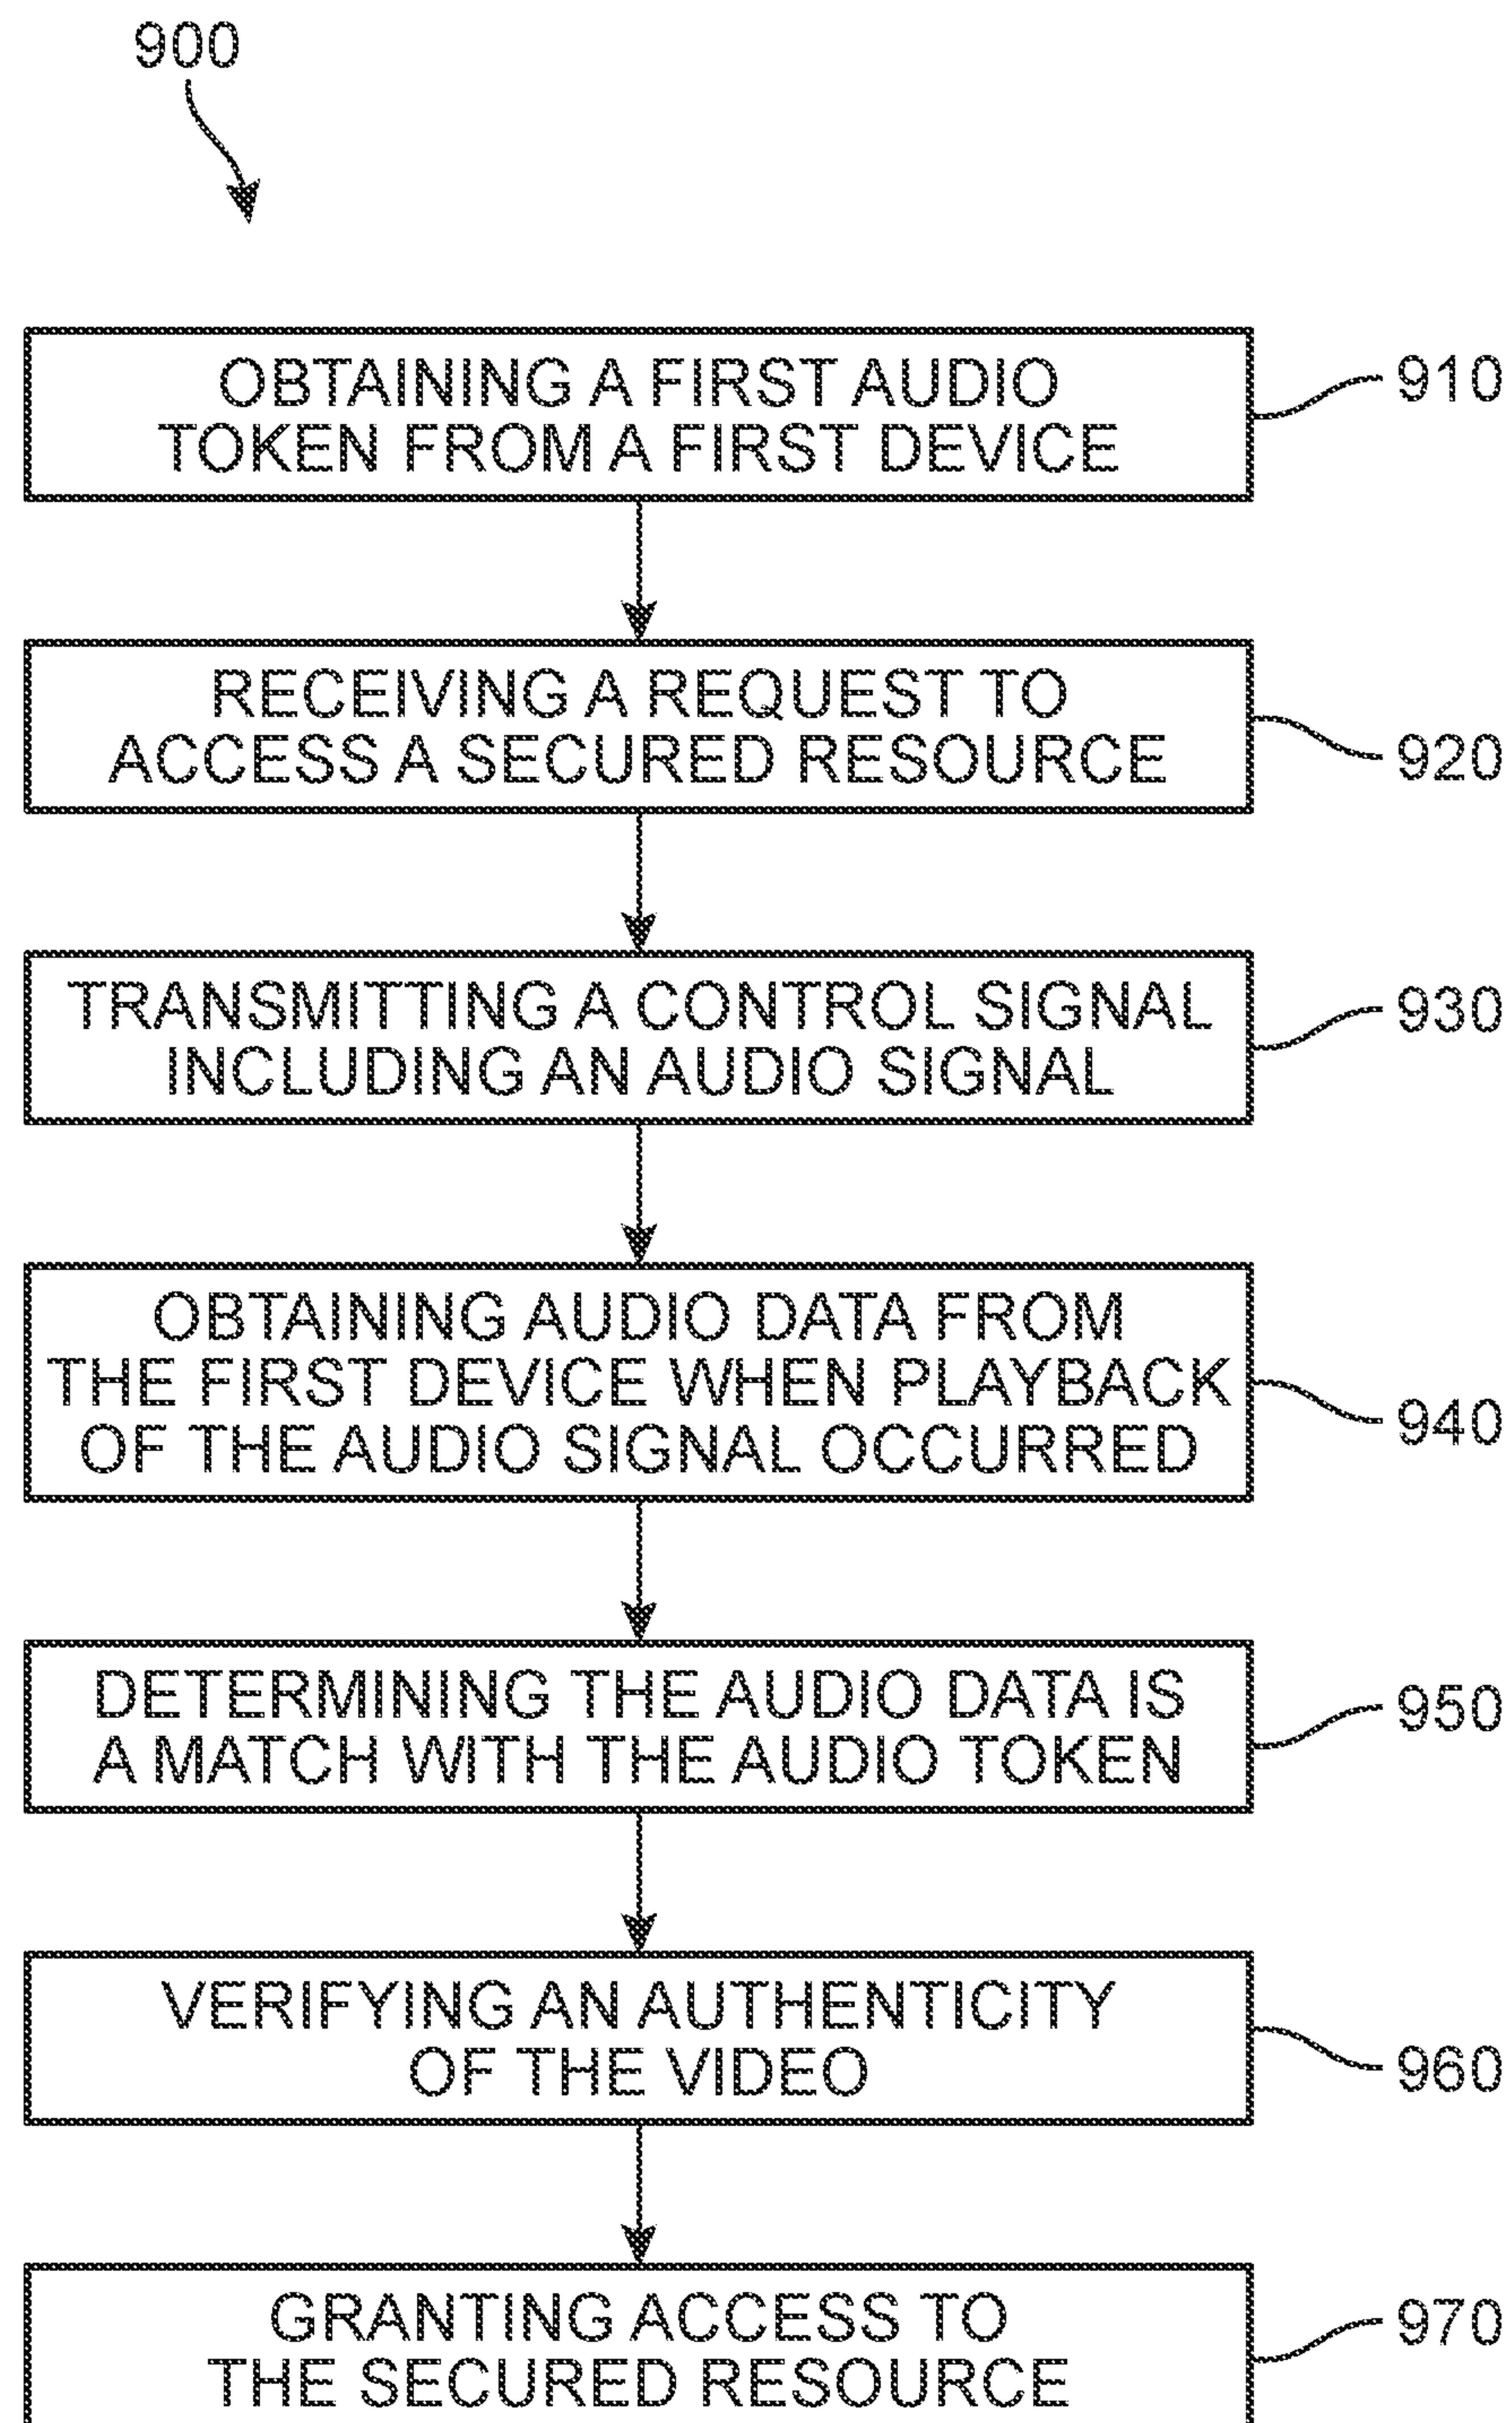 900
OBTAINING A FIRST AUDIO
TOKEN FROM A FIRST DEVICE
910
RECEIVING A REQUEST TO
ACCESS A SECURED RESOURCE
920
TRANSMITTING A CONTROL SIGNAL
INCLUDING AN AUDIO SIGNAL
930
OBTAINING AUDIO DATA FROM
THE FIRST DEVICE WHEN PLAYBACK
OF THE AUDIO SIGNAL OCCURRED
940
DETERMINING THE AUDIO DATA IS
A MATCH WITH THE AUDIO TOKEN
950
VERIFYING AN AUTHENTICITY
OF THE VIDEO
960
GRANTING ACCESS TO
THE SECURED RESOURCE
970